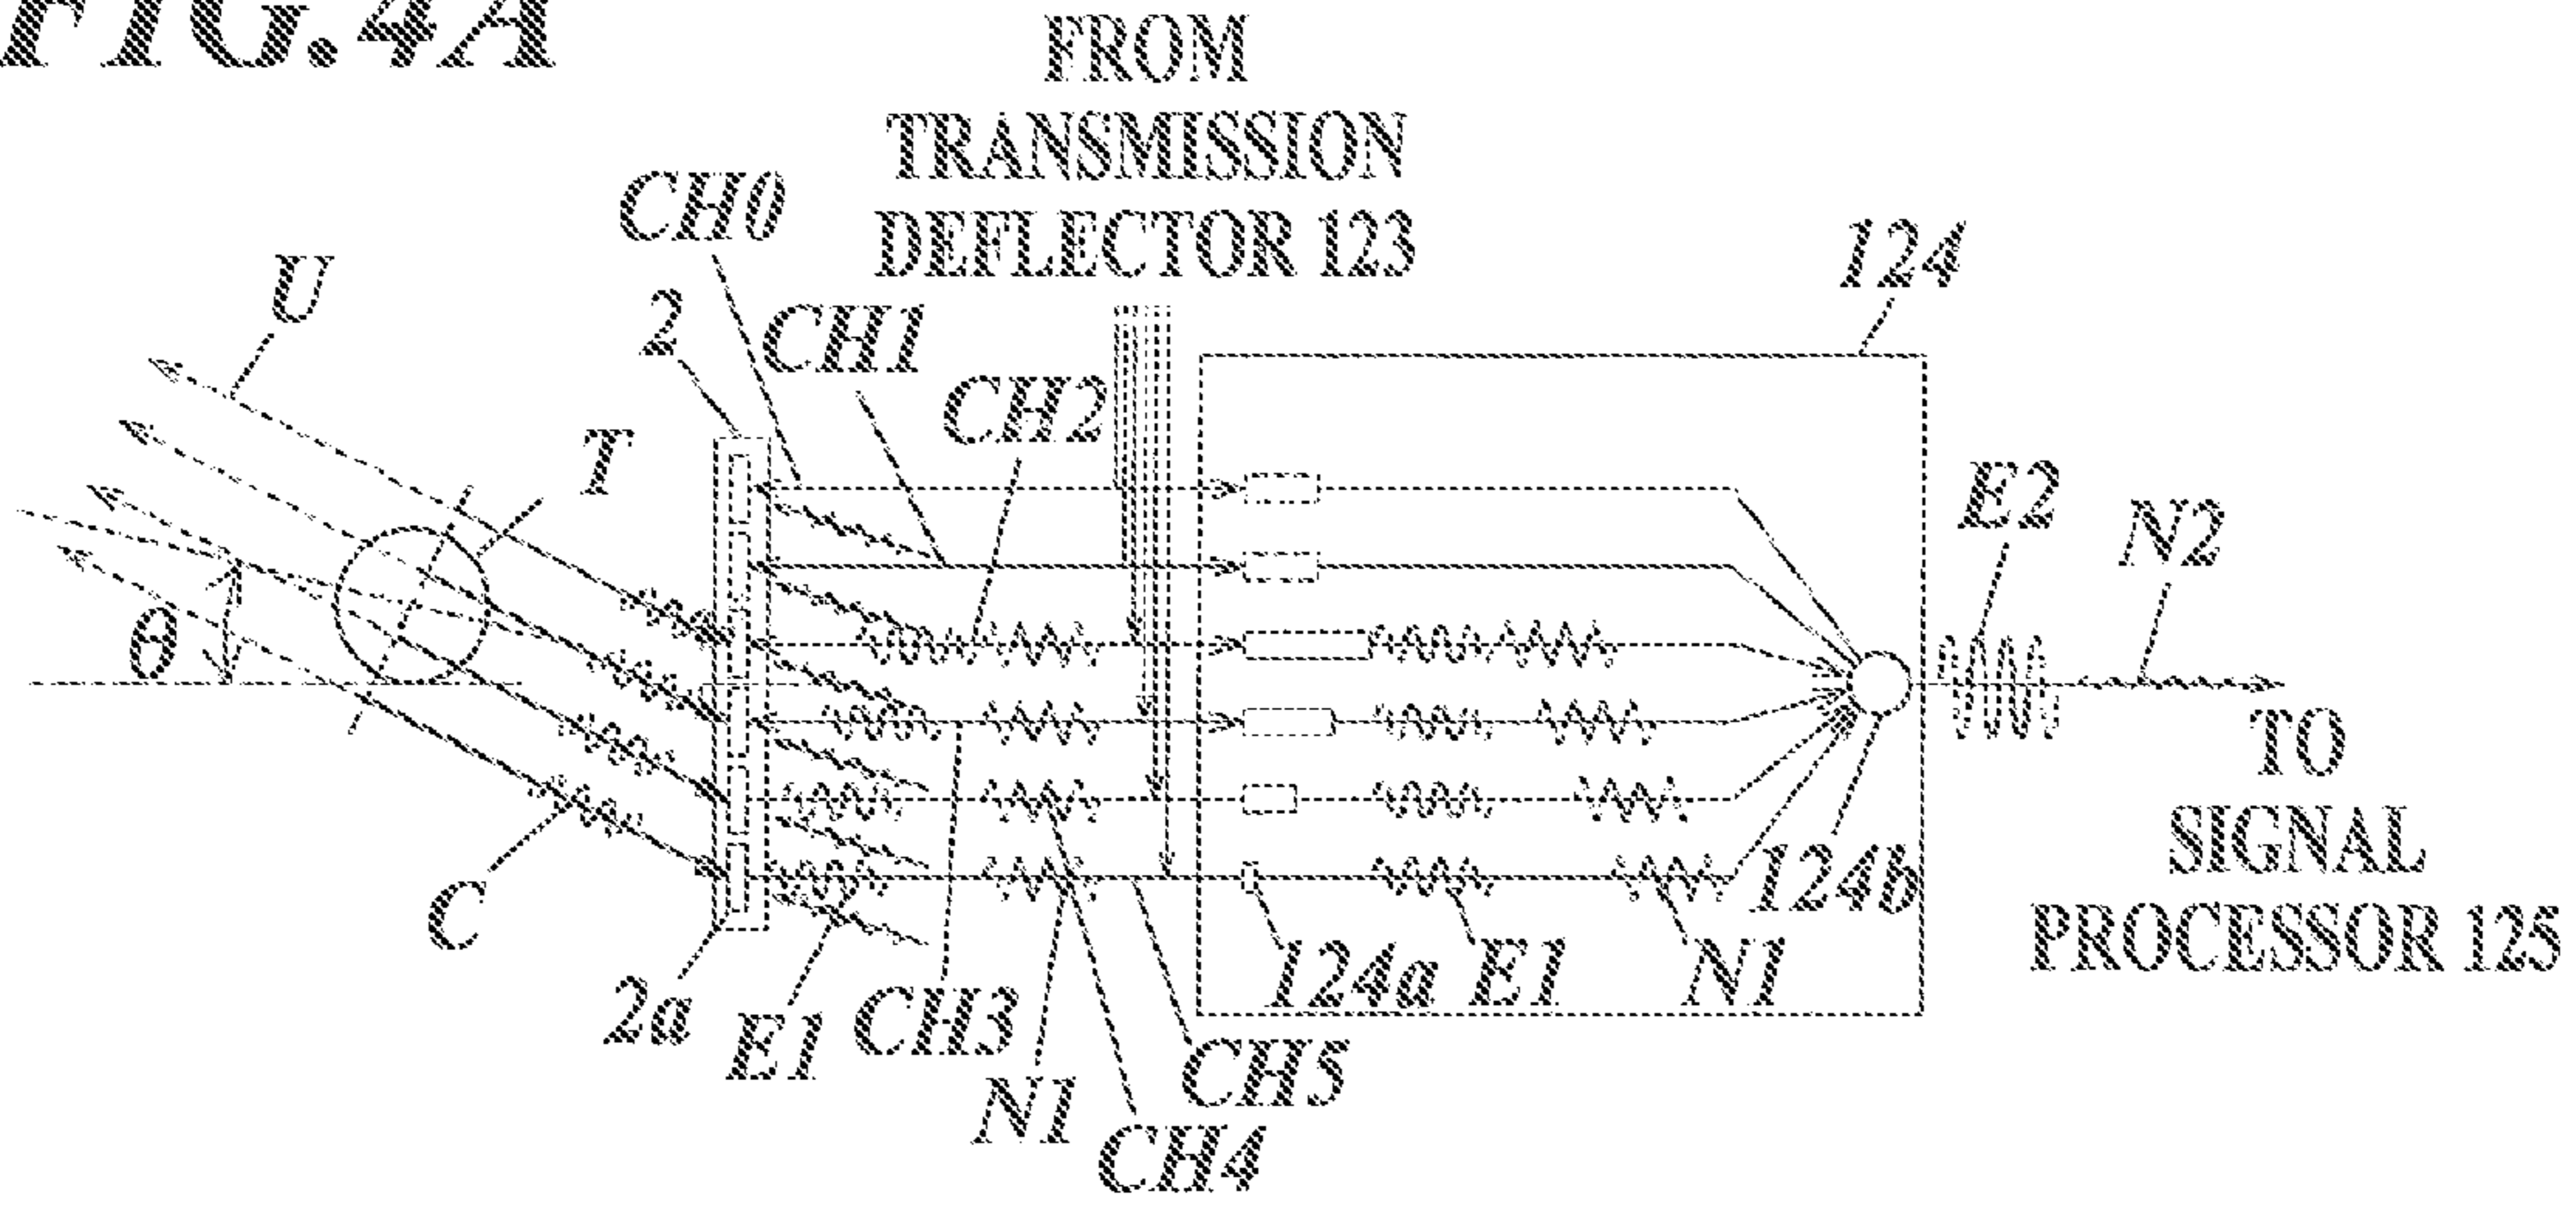 FIG.4A
FROM
TRANSMISSION
DEFLECTOR 123
CH0
124
U
2
CH1
CH2
T
E2
N2
θ
TO
SIGNAL
PROCESSOR 125
C
124b
2a
E1
CH3
124a
E1
N1
N1
CH5
CH4